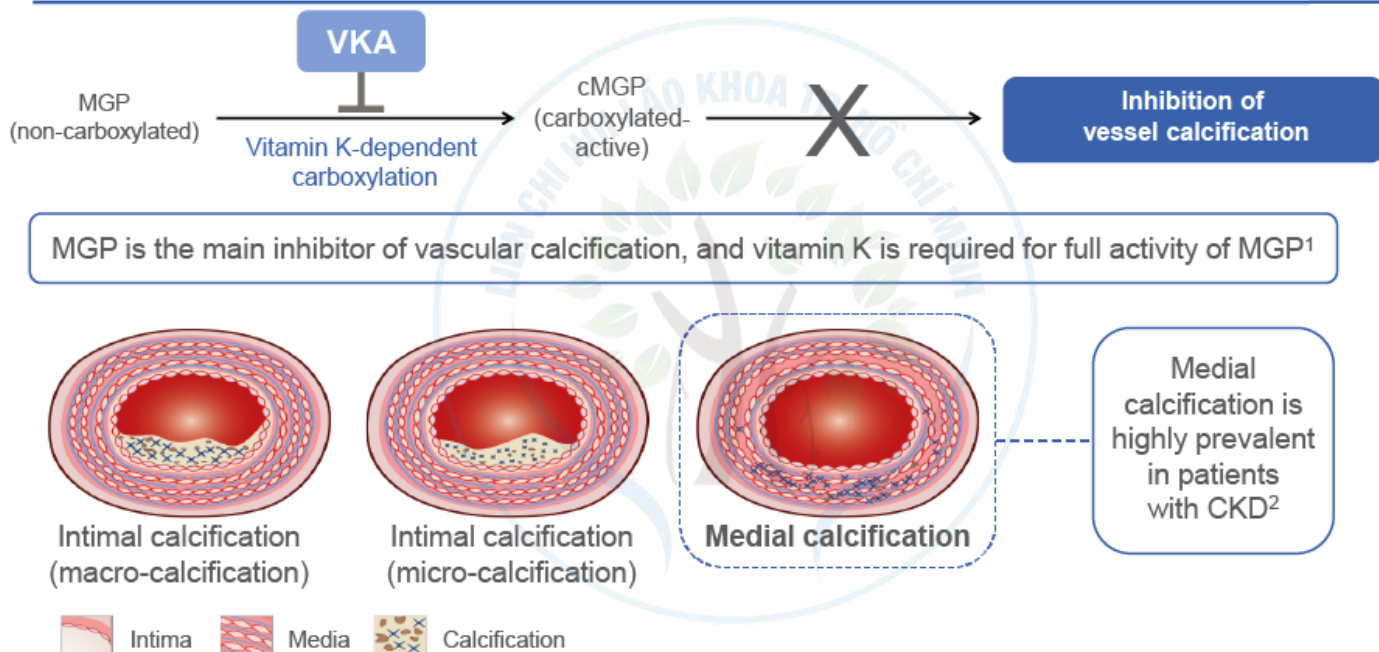 VKA
MGP
(non-carboxylated)
Vitamin K-dependent
carboxylation
cMGP
(carboxylated-
active)
X
Inhibition of
vessel calcification
MGP is the main inhibitor of vascular calcification, and vitamin K is required for full activity of MGP¹
Intimal calcification
(macro-calcification)
Intimal calcification
(micro-calcification)
Medial calcification
Medial
calcification is
highly prevalent
in patients
with CKD²
Intima
Media
Calcification